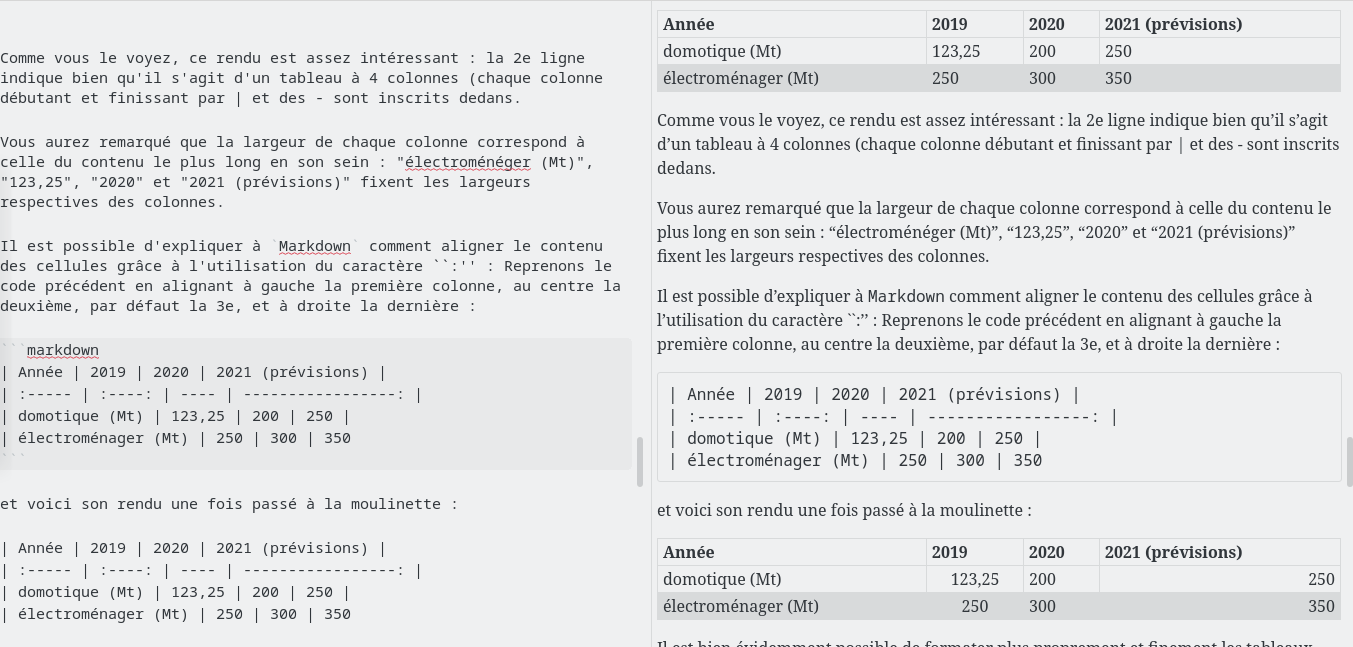 Comme vous le voyez, ce rendu est assez intéressant : la 2e ligne
indique bien qu'il s'agit d'un tableau à 4 colonnes (chaque colonne
débutant et finissant par | et des - sont inscrits dedans.
Vous aurez remarqué que la largeur de chaque colonne correspond à
celle du contenu le plus long en son sein : "électroméneger (Mt)",
"123,25", "2020" et "2021 (prévisions)" fixent les largeurs
respectives des colonnes.
Il est possible d'expliquer à `Markdown` comment aligner le contenu
des cellules grâce à l'utilisation du caractère ``:'' : Reprenons le
code précédent en alignant à gauche la première colonne, au centre la
deuxième, par défaut la 3e, et à droite la dernière :
```markdown
| Année | 2019 | 2020 | 2021 (prévisions) |
| :----- | :----: | ---- | -----------------: |
| domotique (Mt) | 123,25 | 200 | 250 |
| électroménager (Mt) | 250 | 300 | 350
```
et voici son rendu une fois passé à la moulinette :
| Année | 2019 | 2020 | 2021 (prévisions) |
| :----- | :----: | ---- | -----------------: |
| domotique (Mt) | 123,25 | 200 | 250 |
| électroménager (Mt) | 250 | 300 | 350
Année 2019 2020 2021 (prévisions)
domotique (Mt) 123,25 200 250
électroménager (Mt) 250 300 350
Comme vous le voyez, ce rendu est assez intéressant : la 2e ligne indique bien qu’il s’agit
d’un tableau à 4 colonnes (chaque colonne débutant et finissant par | et des - sont inscrits
dedans.
Vous aurez remarqué que la largeur de chaque colonne correspond à celle du contenu le
plus long en son sein : “électroménéger (Mt)”, “123,25”, “2020” et “2021 (prévisions)”
fixent les largeurs respectives des colonnes.
Il est possible d’expliquer à Markdown comment aligner le contenu des cellules grâce à
l’utilisation du caractère ``:’’ : Reprenons le code précédent en alignant à gauche la
première colonne, au centre la deuxième, par défaut la 3e, et à droite la dernière :
| Année | 2019 | 2020 | 2021 (prévisions) |
| :----- | :----: | ---- | -----------------: |
| domotique (Mt) | 123,25 | 200 | 250 |
| électroménager (Mt) | 250 | 300 | 350
et voici son rendu une fois passé à la moulinette :
Année 2019 2020 2021 (prévisions)
domotique (Mt) 123,25 200 250
électroménager (Mt) 250 300 350
Il est bien évidemment possible de formater plus proprement et finement les tableaux